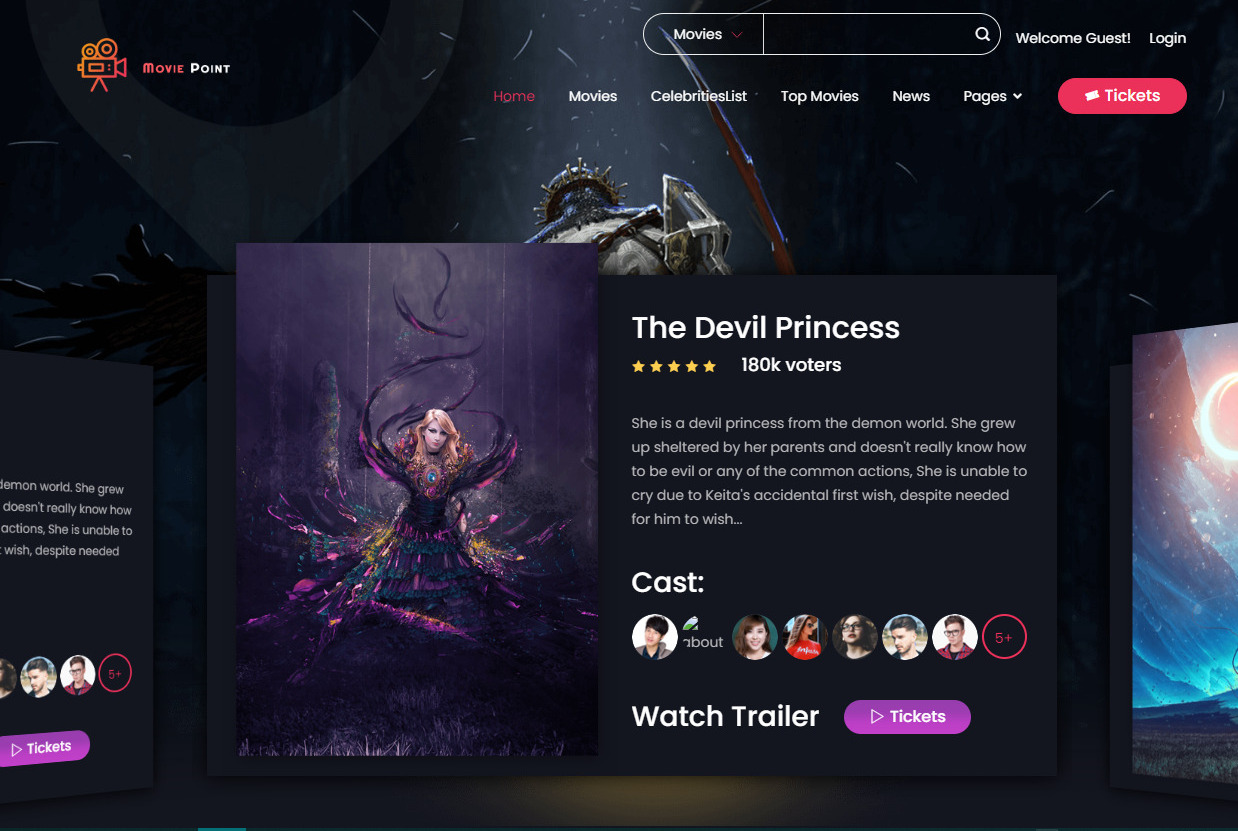 Movies
Welcome Guest!
Login
Movie Point
Home
Movies
CelebritiesList
Top Movies
News
Pages
Tickets
The Devil Princess
180k voters
She is a devil princess from the demon world. She grew
up sheltered by her parents and doesn't really know how
to be evil or any of the common actions, She is unable to
cry due to Keita's accidental first wish, despite needed
for him to wish...
Cast:
about
5+
Watch Trailer
Tickets
demon world. She grew
doesn't really know how
actions, She is unable to
wish, despite needed
5+
Tickets